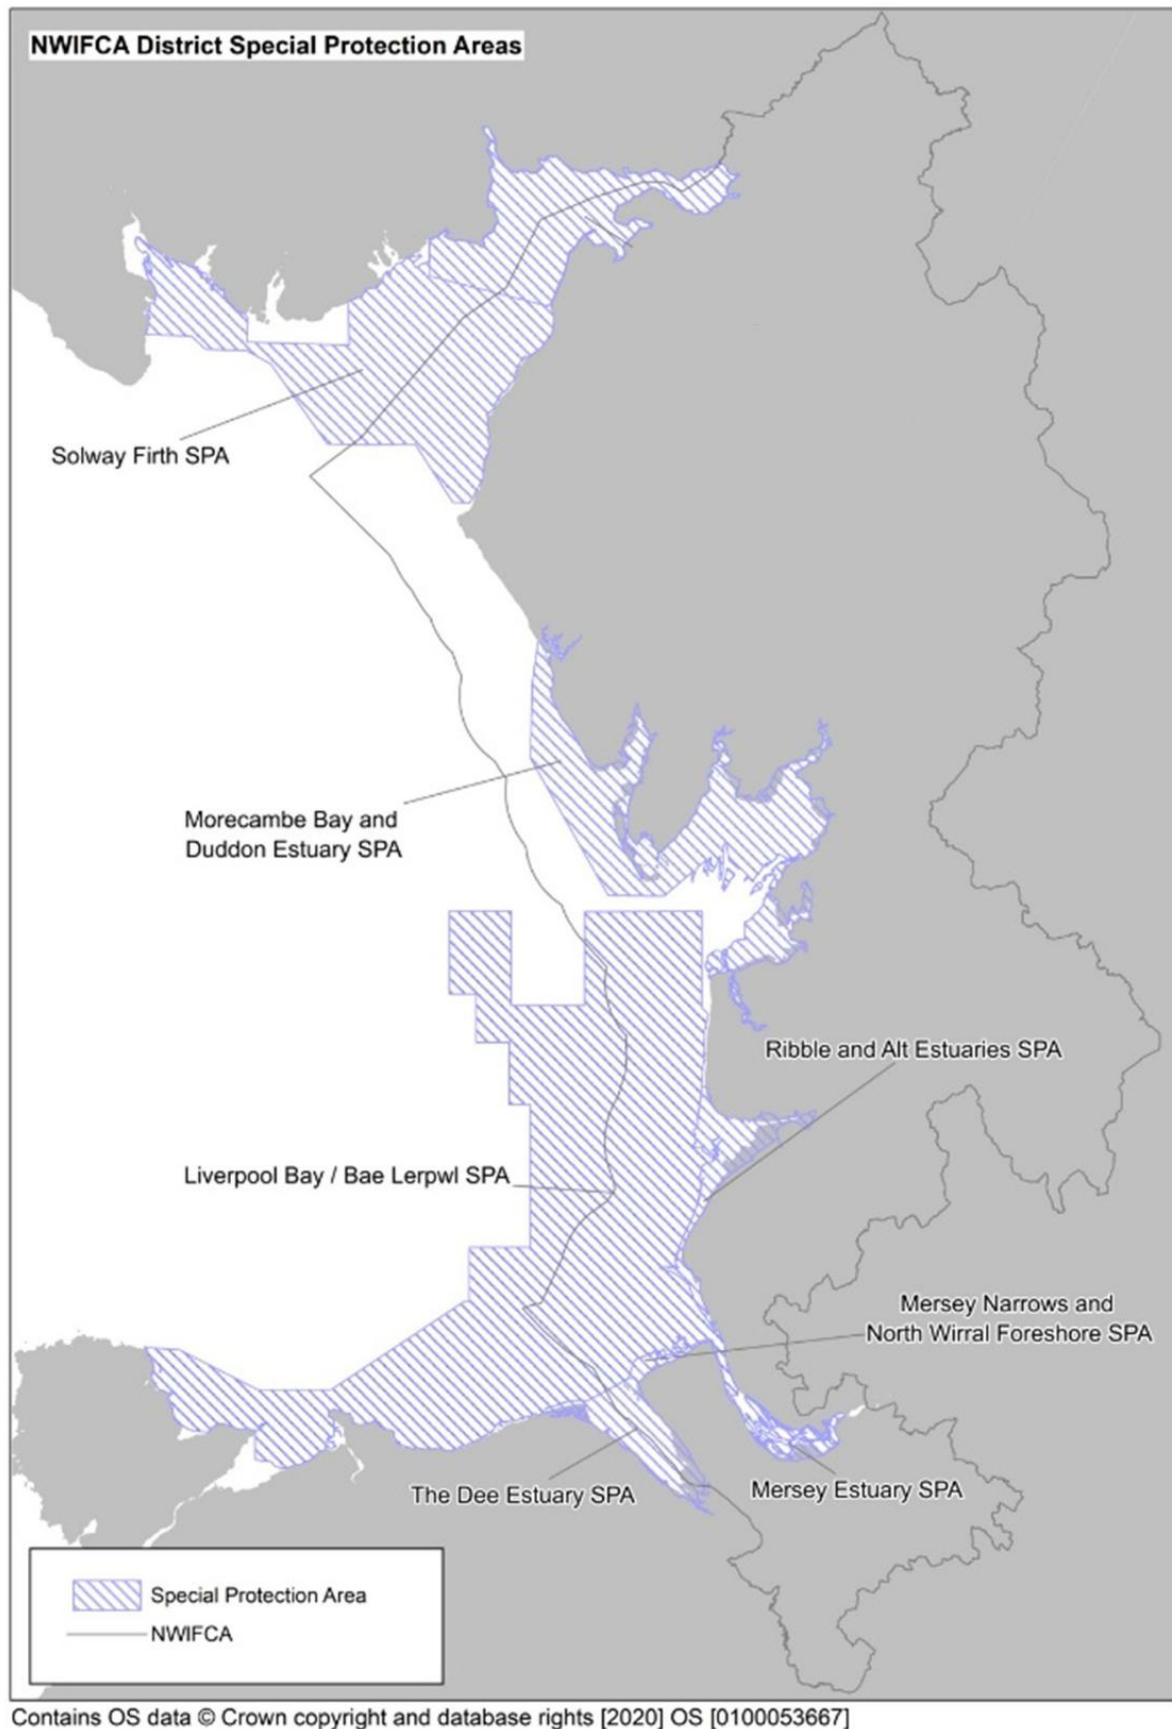 NWIFCA District Special Protection Areas
Solway Firth SPA
Morecambe Bay and
Duddon Estuary SPA
Ribble and Alt Estuaries SPA
Liverpool Bay / Bae Lerpwl SPA
Mersey Narrows and
North Wirral Foreshore SPA
The Dee Estuary SPA
Mersey Estuary SPA
Special Protection Area
NWIFCA
Contains OS data © Crown copyright and database rights [2020] OS [0100053667]